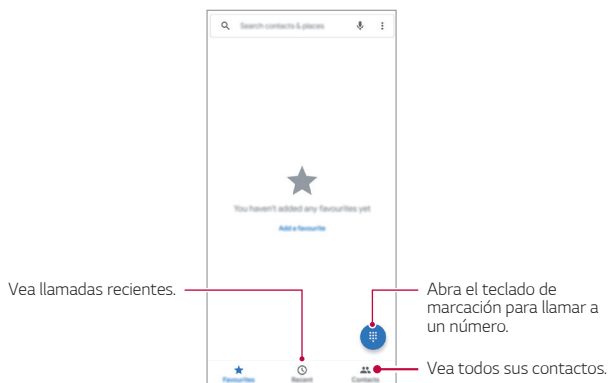 Search contacts & places
You haven't added any favourites yet
Add a favourite
Vea llamadas recientes.
Abra el teclado de
marcación para llamar a
un número.
Favourites
Recent
Contacts
Vea todos sus contactos.